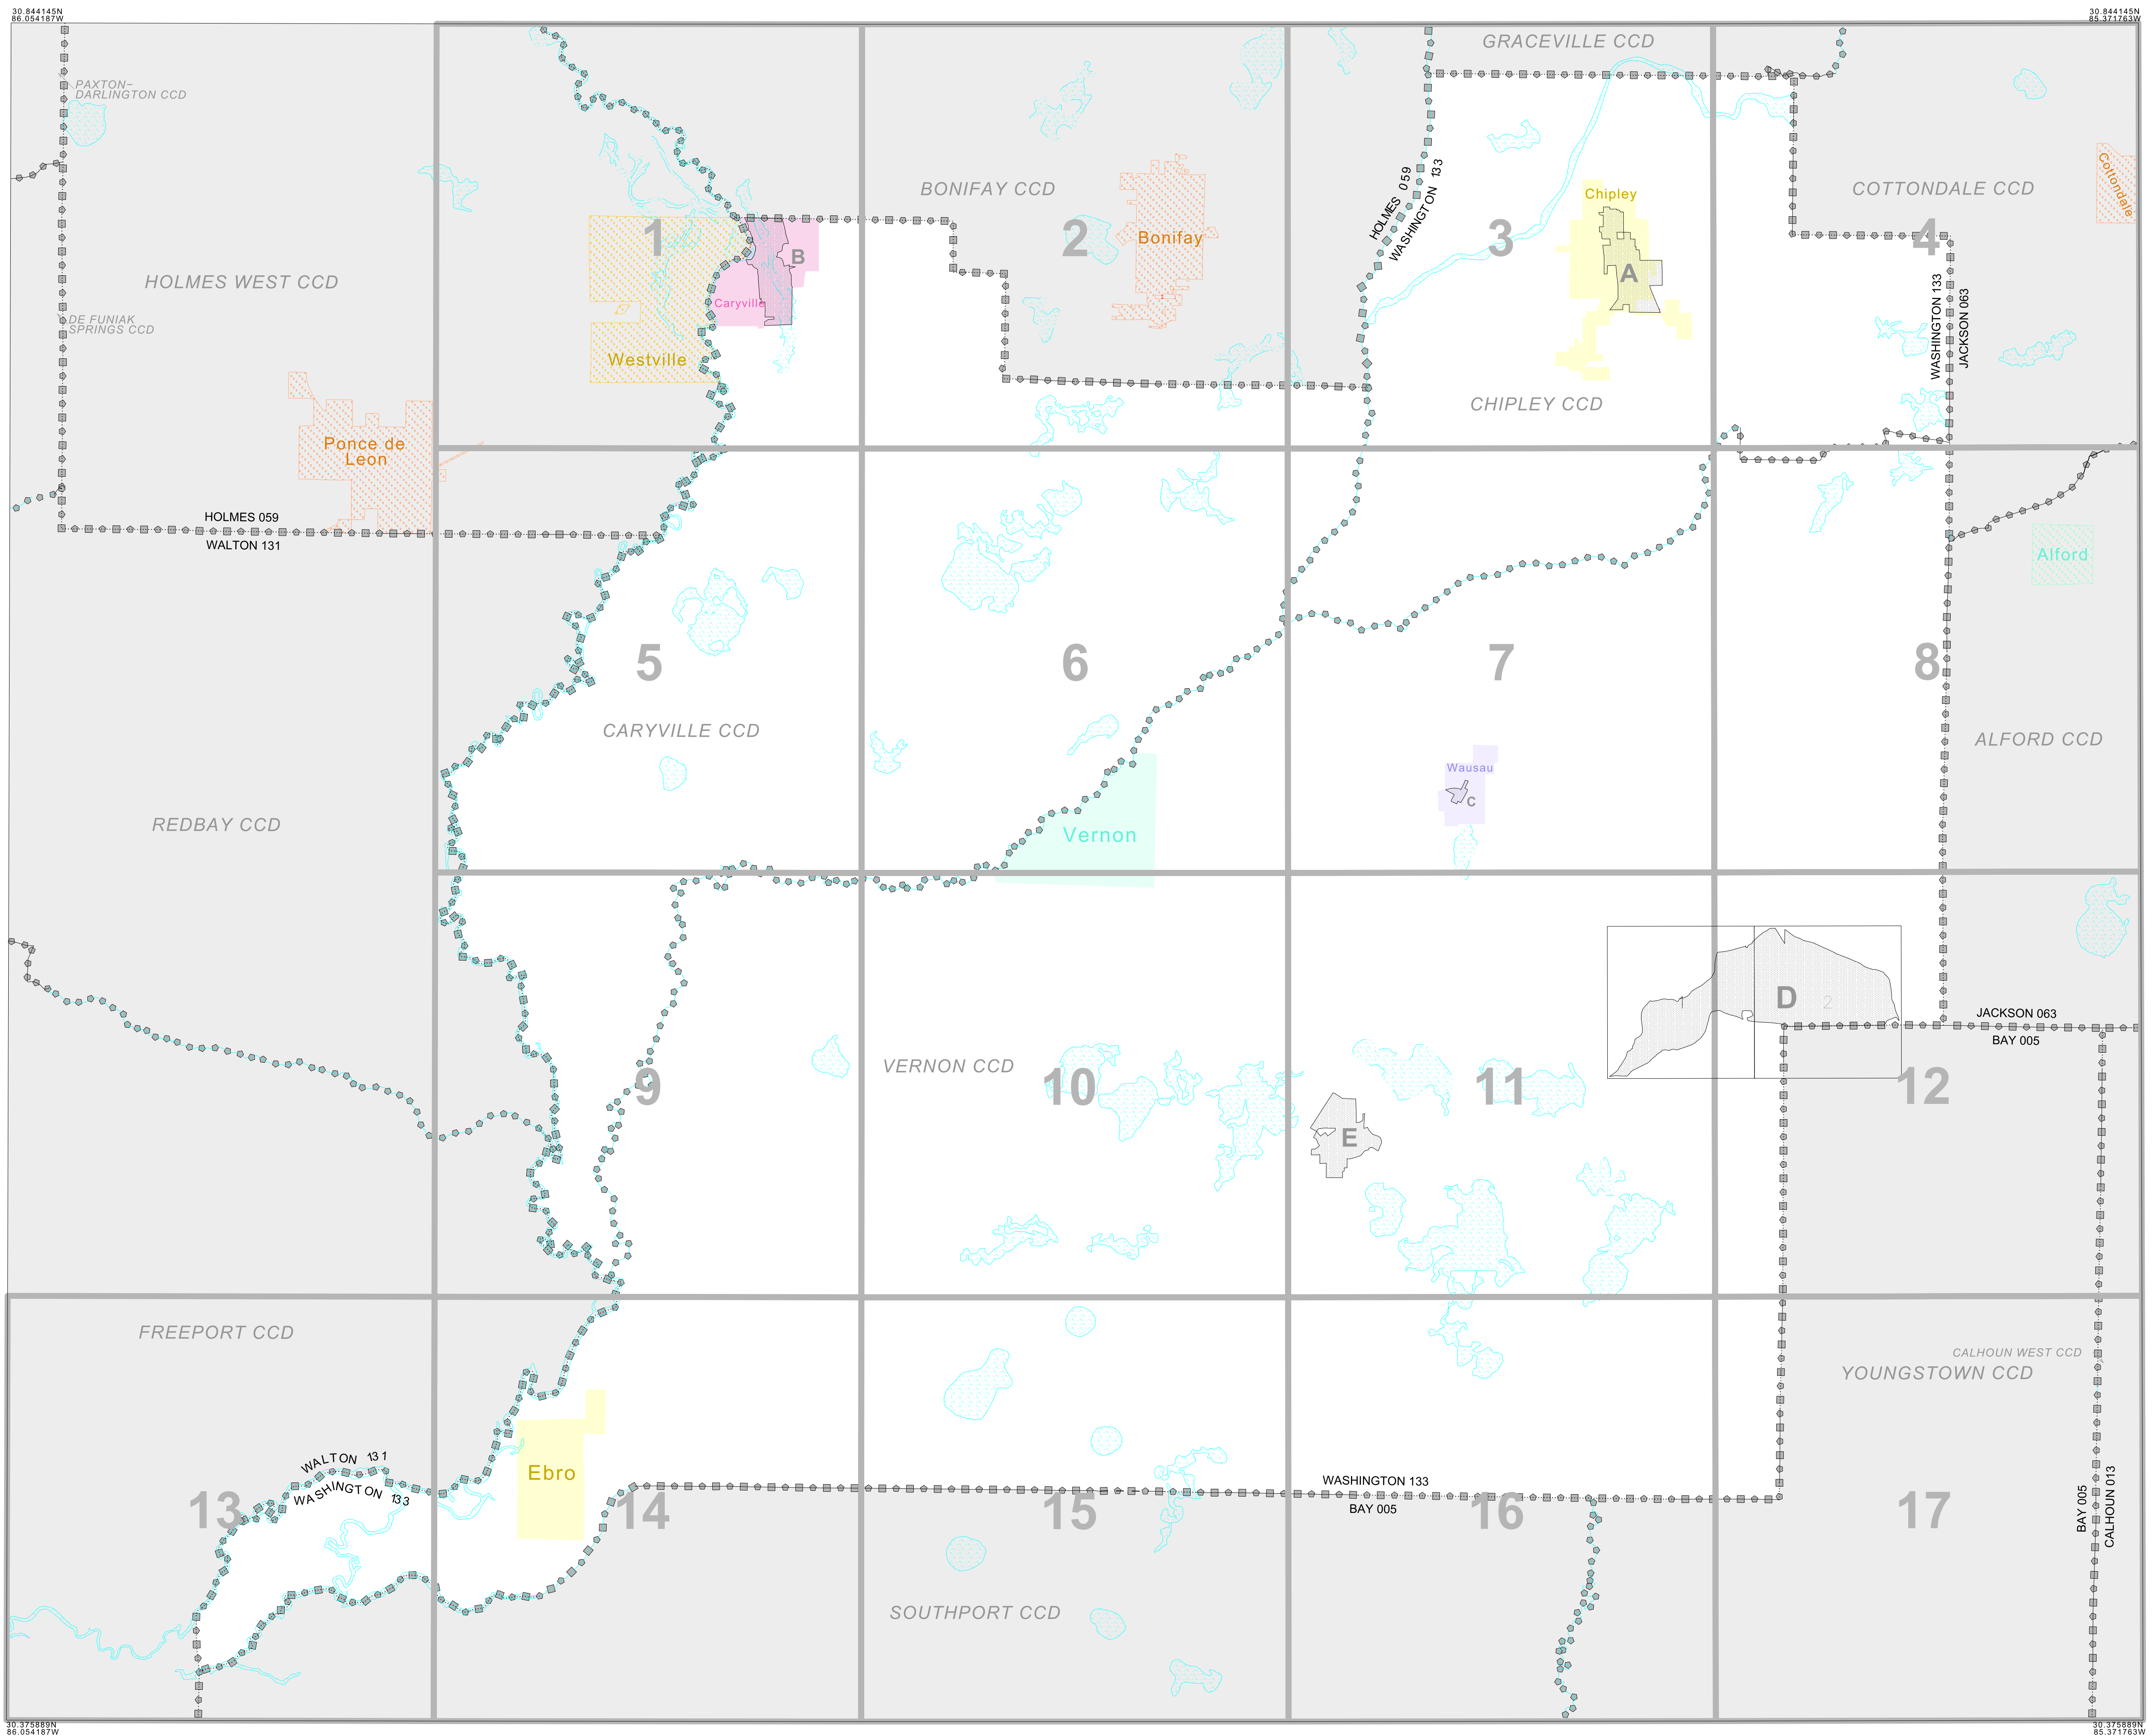 30.844145N
86.054187W
30.844145N
85.371763W
GRACEVILLE CCD
PAXTON-
DARLINGTON CCD
HOLMES 059
WASHINGTON 133
BONIFAY CCD
Chipley
COTTONDALE CCD
Cottondale
1
2
3
4
Bonifay
B
A
HOLMES WEST CCD
Caryville
DE FUNIAK
SPRINGS CCD
WASHINGTON 133
JACKSON 063
Westville
CHIPLEY CCD
Ponce de
Leon
HOLMES 059
WALTON 131
Alford
5
6
7
8
CARYVILLE CCD
ALFORD CCD
Wausau
C
REDBAY CCD
Vernon
D
2
JACKSON 063
BAY 005
VERNON CCD
9
10
11
12
E
FREEPORT CCD
CALHOUN WEST CCD
YOUNGSTOWN CCD
WALTON 131
WASHINGTON 133
Ebro
WASHINGTON 133
BAY 005
13
14
15
16
17
BAY 005
CALHOUN 013
SOUTHPORT CCD
30.375889N
86.054187W
30.375889N
85.371763W